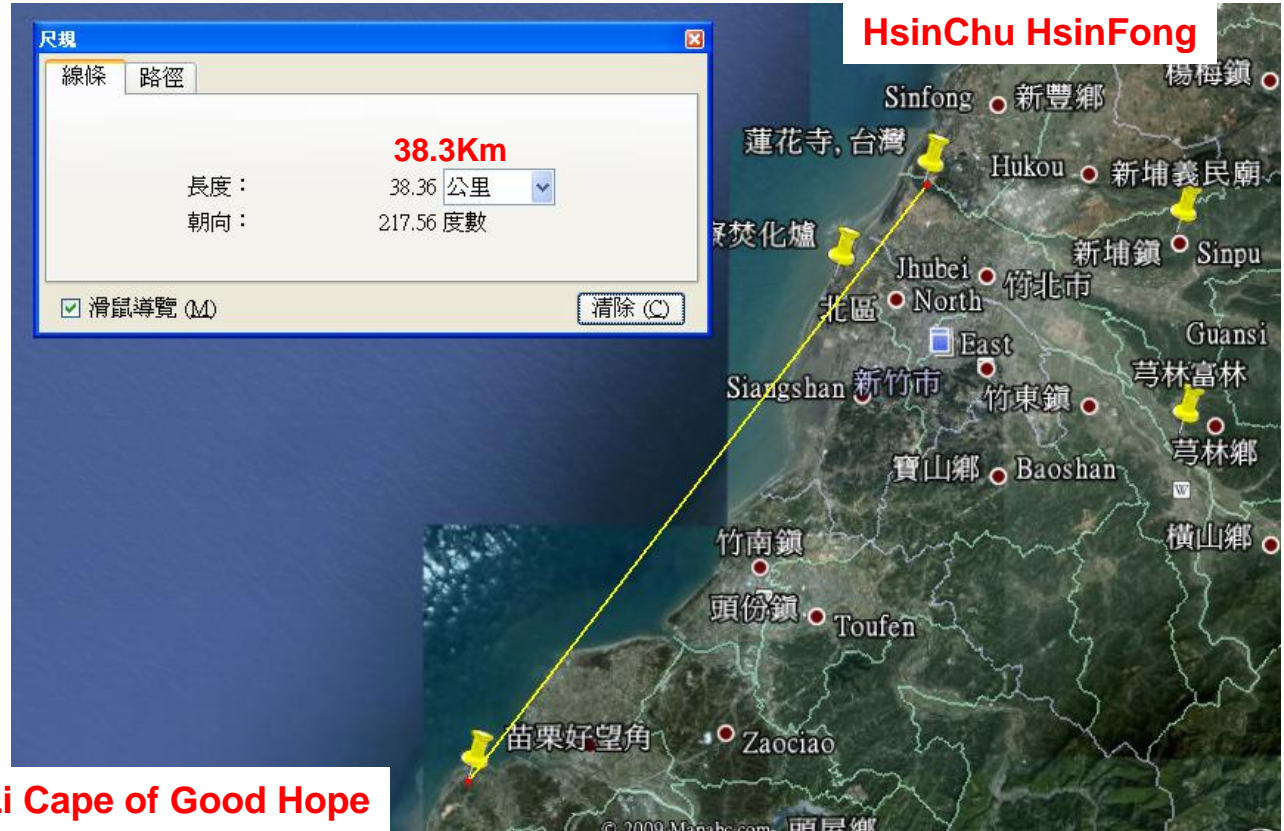 尺規
線條 路徑
38.3Km
長度： 38.36 公里
朝向： 217.56 度數
滑鼠導覽 (M)
清除 (C)
HsinChu HsinFong
楊梅鎮
Sinfong 新豐鄉
蓮花寺, 台灣
Hukou 新埔義民廟
寮焚化爐
新埔鎮 Sinpu
Jhubei 竹北市
北區 North
East
Guansi
芎林富林
Siangshan 新竹市
竹東鎮
芎林鄉
寶山鄉 Baoshan
W
橫山鄉
竹南鎮
頭份鎮 Toufen
苗栗好望角
Zaociao
i Cape of Good Hope
© 2009 Mapabc.com
頭屋鄉